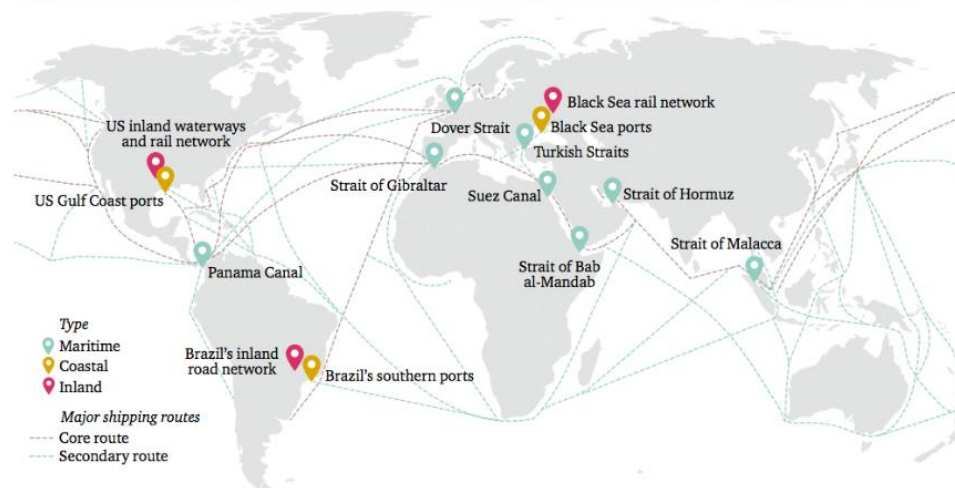 US inland waterways
and rail network
US Gulf Coast ports
Panama Canal
Brazil's inland
road network
Brazil's southern ports
Dover Strait
Strait of Gibraltar
Black Sea rail network
Black Sea ports
Turkish Straits
Suez Canal
Strait of Hormuz
Strait of Bab
al-Mandab
Strait of Malacca
Type
Maritime
Coastal
Inland
Major shipping routes
Core route
Secondary route